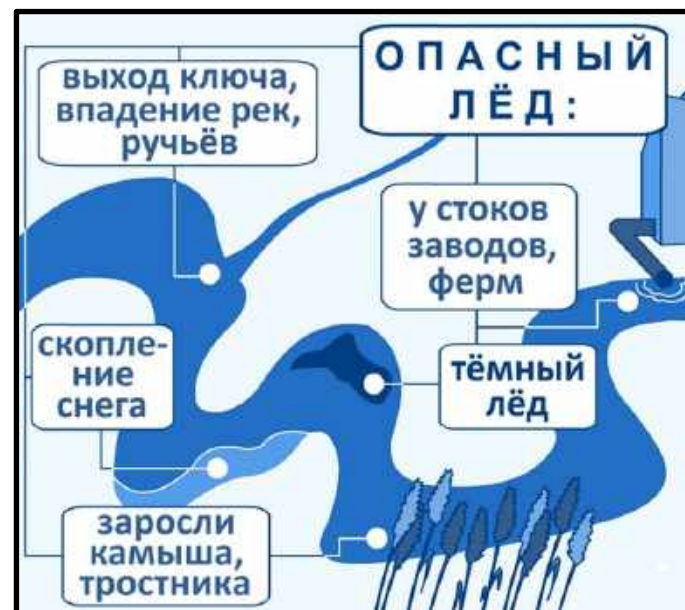 ОПАСНЫЙ
ЛЁД:
выход ключа,
впадение рек,
ручьёв
у стоков
заводов,
ферм
скопле-
ние
снега
тёмный
лёд
заросли
камыша,
тростника